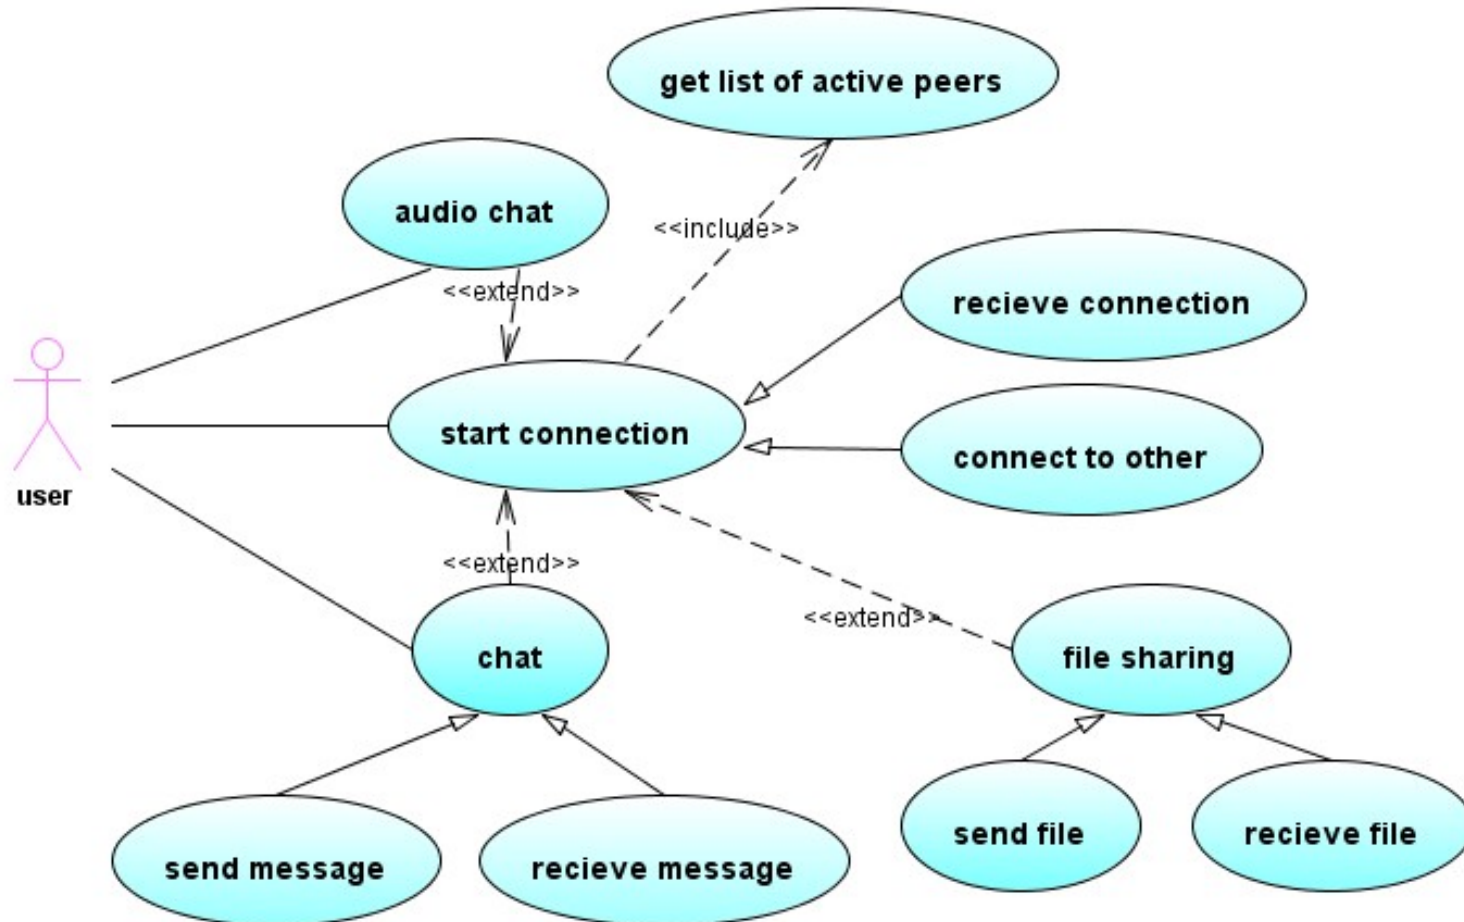 get list of active peers
audio chat
<<include>>
<<extend>>
recieve connection
start connection
connect to other
user
<<extend>>
<<extend>>
chat
file sharing
send file
recieve file
send message
recieve message